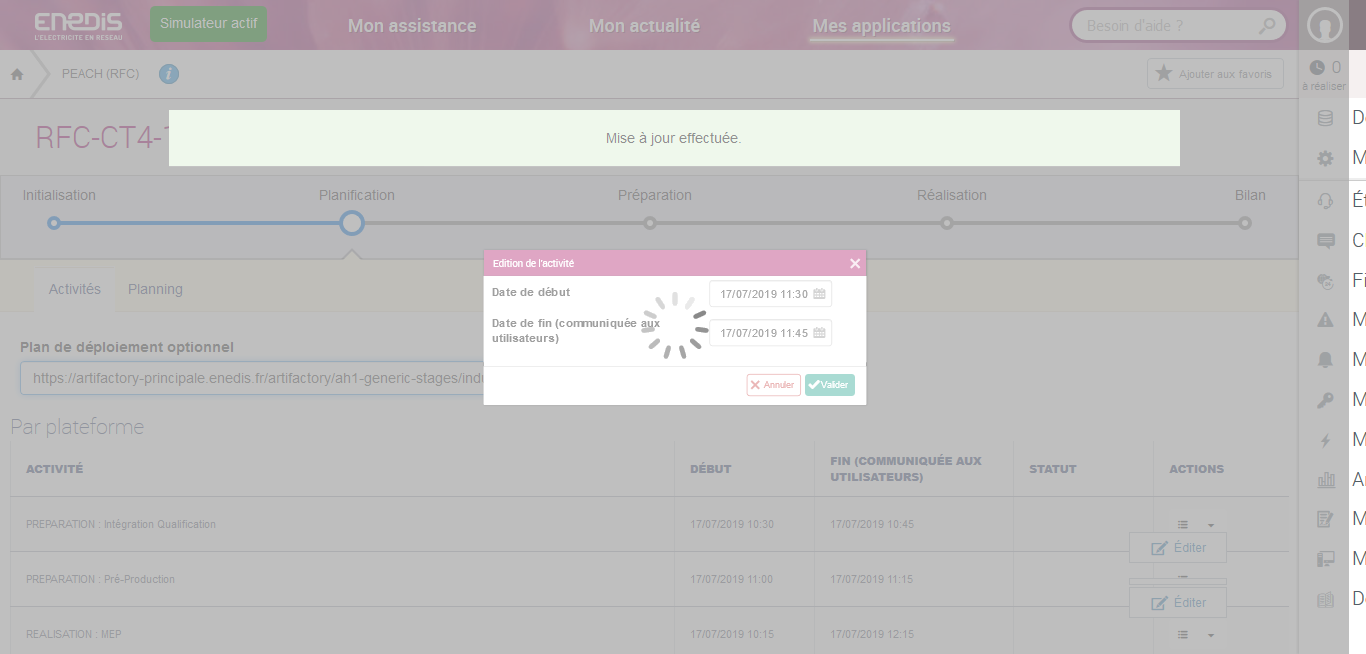 enedis
L'ELECTRICITE EN RESEAU
Simulateur actif
Mon assistance
Mon actualité
Mes applications
Besoin d'aide ?
PEACH (RFC)
i
Ajouter aux favoris
0
à réaliser
RFC-CT4-
Mise à jour effectuée.
Initialisation
Planification
Préparation
Réalisation
Bilan
Activités
Planning
Edition de l'activité
Date de début
17/07/2019 11:30
Date de fin (communiquée aux
utilisateurs)
17/07/2019 11:45
Annuler
Valider
Plan de déploiement optionnel
https://artifactory-principale.enedis.fr/artifactory/ah1-generic-stages/indu
Par plateforme
ACTIVITÉ
DÉBUT
FIN (COMMUNIQUÉE AUX
UTILISATEURS)
STATUT
ACTIONS
PREPARATION : Intégration Qualification
17/07/2019 10:30
17/07/2019 10:45
Éditer
PREPARATION : Pré-Production
17/07/2019 11:00
17/07/2019 11:15
Éditer
REALISATION : MEP
17/07/2019 10:15
17/07/2019 12:15